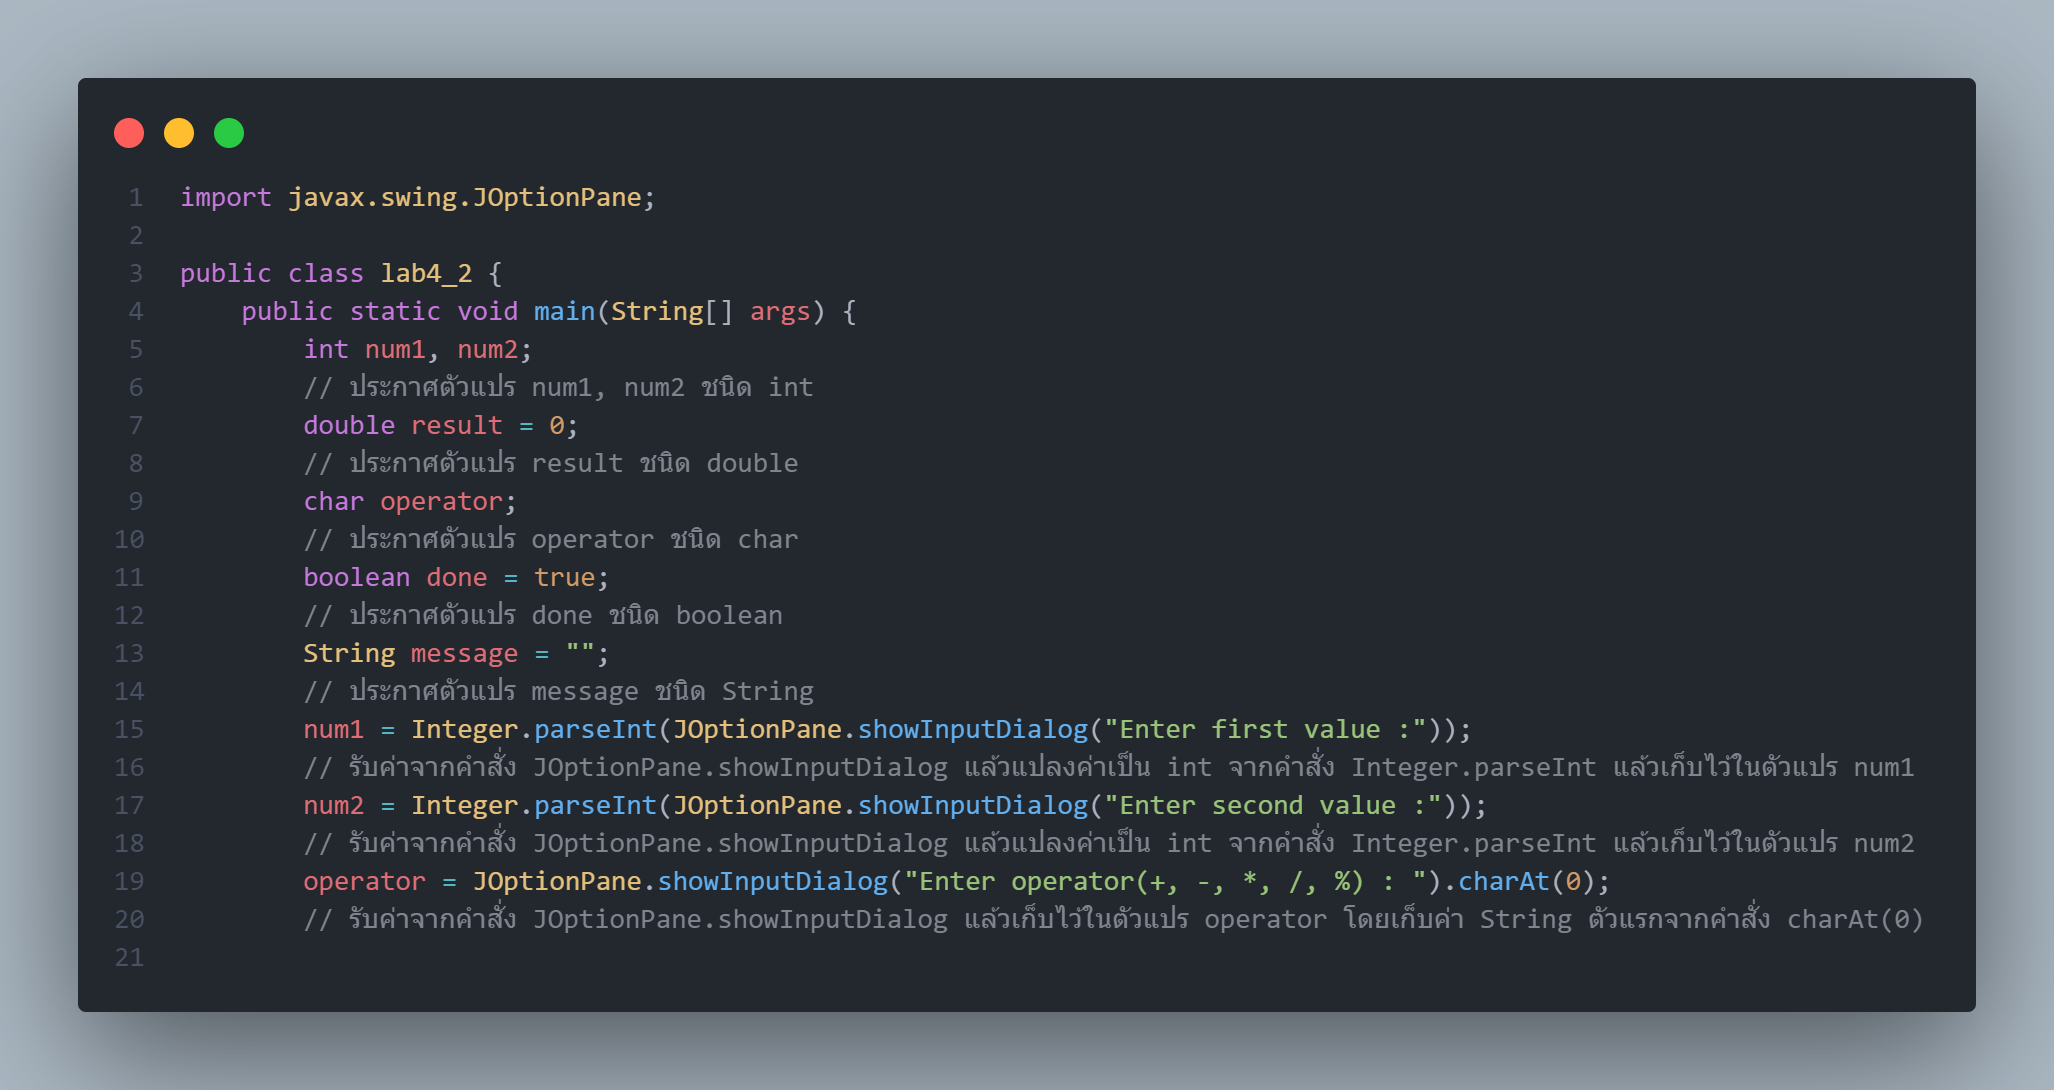 1 import javax.swing.JOptionPane;
2
3 public class lab4_2 {
4     public static void main(String[] args) {
5         int num1, num2;
6         // ประกาศตัวแปร num1, num2 ชนิด int
7         double result = 0;
8         // ประกาศตัวแปร result ชนิด double
9         char operator;
10         // ประกาศตัวแปร operator ชนิด char
11         boolean done = true;
12         // ประกาศตัวแปร done ชนิด boolean
13         String message = "";
14         // ประกาศตัวแปร message ชนิด String
15         num1 = Integer.parseInt(JOptionPane.showInputDialog("Enter first value :"));
16         // รับค่าจากคำสั่ง JOptionPane.showInputDialog แล้วแปลงค่าเป็น int จากคำสั่ง Integer.parseInt แล้วเก็บไว้ในตัวแปร num1
17         num2 = Integer.parseInt(JOptionPane.showInputDialog("Enter second value :"));
18         // รับค่าจากคำสั่ง JOptionPane.showInputDialog แล้วแปลงค่าเป็น int จากคำสั่ง Integer.parseInt แล้วเก็บไว้ในตัวแปร num2
19         operator = JOptionPane.showInputDialog("Enter operator(+, -, *, /, %) : ").charAt(0);
20         // รับค่าจากคำสั่ง JOptionPane.showInputDialog แล้วเก็บไว้ในตัวแปร operator โดยเก็บค่า String ตัวแรกจากคำสั่ง charAt(0)
21